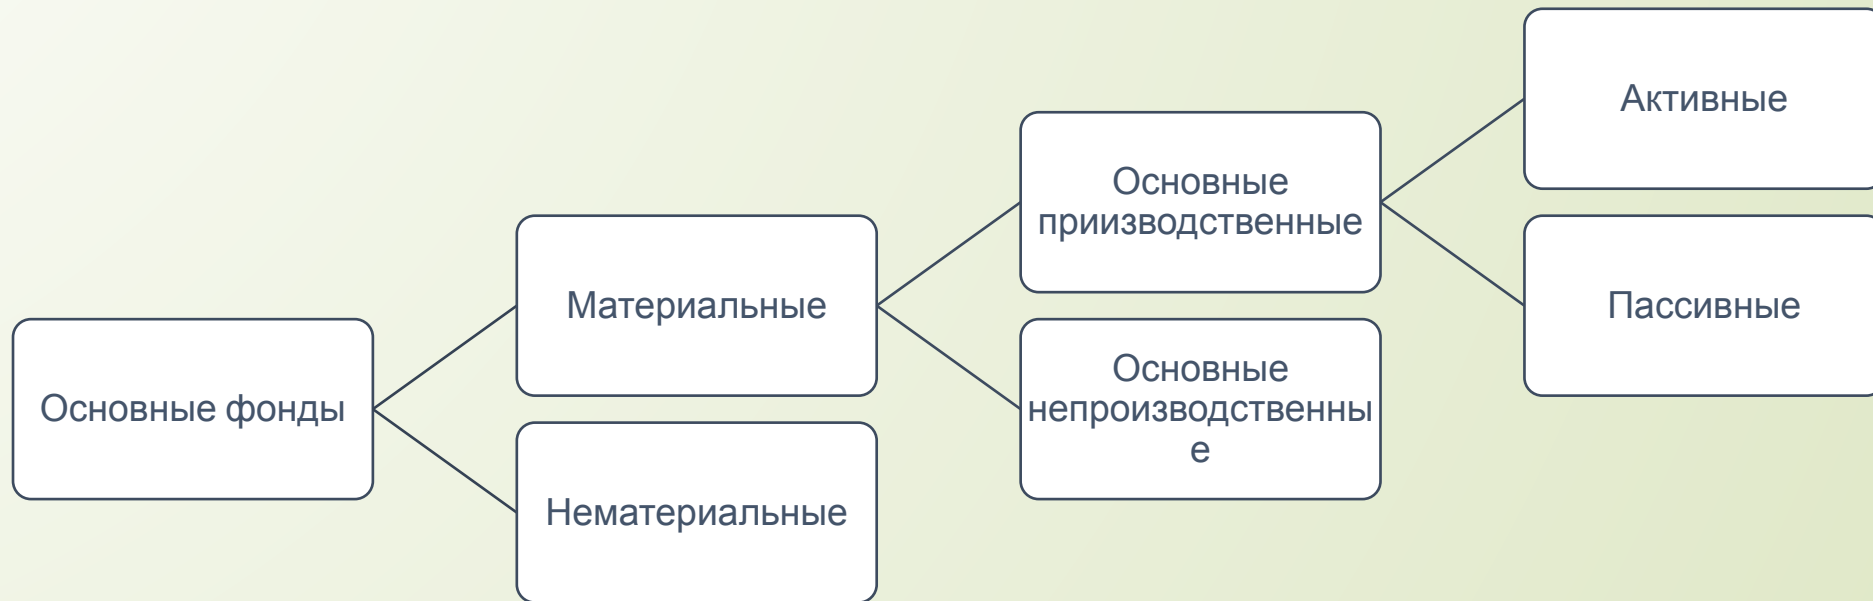 Основные фонды
Материальные
Нематериальные
Основные
приизводственные
Основные
непроизводственны
е
Активные
Пассивные